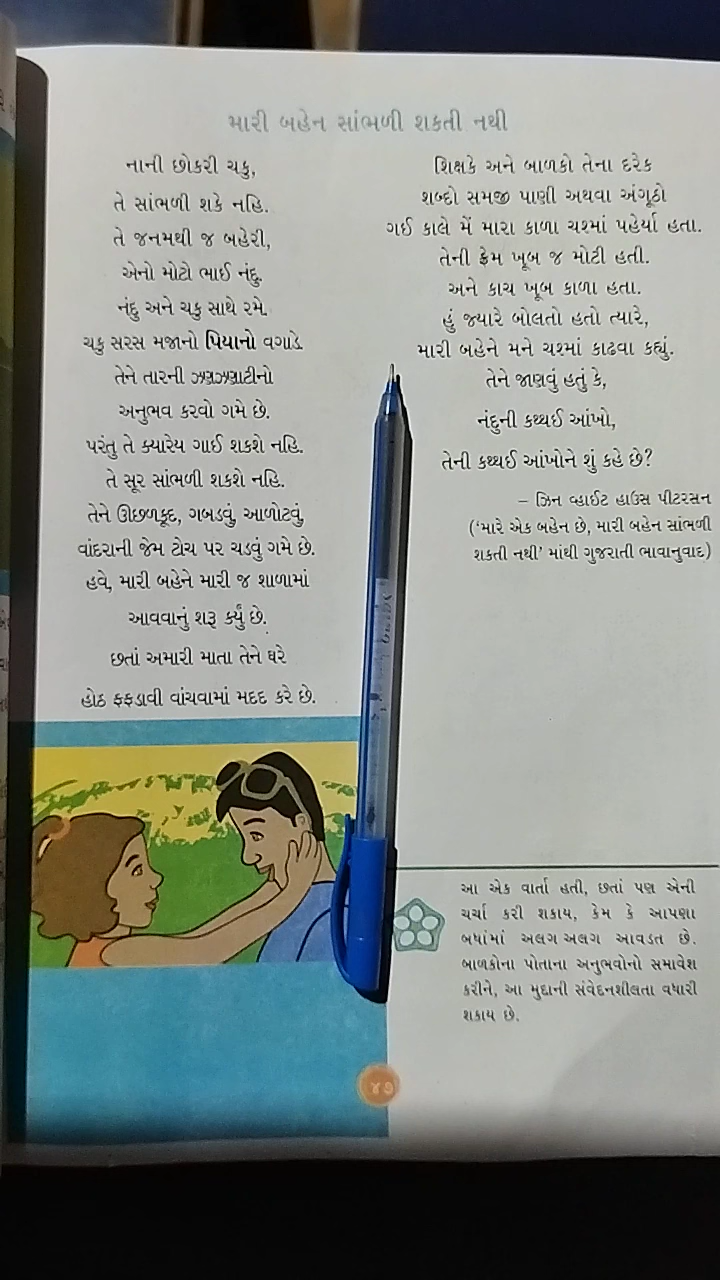 મારી બહેન સાંભળી શકતી નથી
નાની છોકરી ચકુ,
તે સાંભળી શકે નહિ.
તે જનમથી જ બહેરી,
એનો મોટો ભાઈ નંદુ.
નંદુ અને ચકુ સાથે રમે.
ચકુ સરસ મજાનો પિયાનો વગાડે
તેને તારની ઝણઝણાટીનો
અનુભવ કરવો ગમે છે.
પરંતુ તે ક્યારેય ગાઈ શકશે નહિ.
તે સૂર સાંભળી શકશે નહિ.
તેને ઊછળકૂદ, ગબડવું, આળોટવું,
વાંદરાની જેમ ટોચ પર ચડવું ગમે છે.
હવે, મારી બહેને મારી જ શાળામાં
આવવાનું શરૂ કર્યું છે.
છતાં અમારી માતા તેને ઘરે
હોઠ ફફડાવી વાંચવામાં મદદ કરે છે.
શિક્ષકે અને બાળકો તેના દરેક
શબ્દો સમજી પાણી અથવા અંગૂઠો
ગઈ કાલે મેં મારા કાળા ચશ્માં પહેર્યા હતા.
તેની ફ્રેમ ખૂબ જ મોટી હતી.
અને કાચ ખૂબ કાળા હતા.
હું જ્યારે બોલતો હતો ત્યારે,
મારી બહેને મને ચશ્માં કાઢવા કહ્યું.
તેને જાણવું હતું કે,
નંદુની કથ્થઈ આંખો,
તેની કથ્થઈ આંખોને શું કહે છે?
– ઝિન વ્હાઈટ હાઉસ પીટરસન
('મારે એક બહેન છે, મારી બહેન સાંભળી
શકતી નથી' માંથી ગુજરાતી ભાવાનુવાદ)
આ એક વાર્તા હતી, છતાં પણ એની
ચર્ચા કરી શકાય, કેમ કે આપણા
બધાંમાં અલગ અલગ આવડત છે.
બાળકોના પોતાના અનુભવોનો સમાવેશ
કરીને, આ મુદ્દાની સંવેદનશીલતા વધારી
શકાય છે.
૪૭